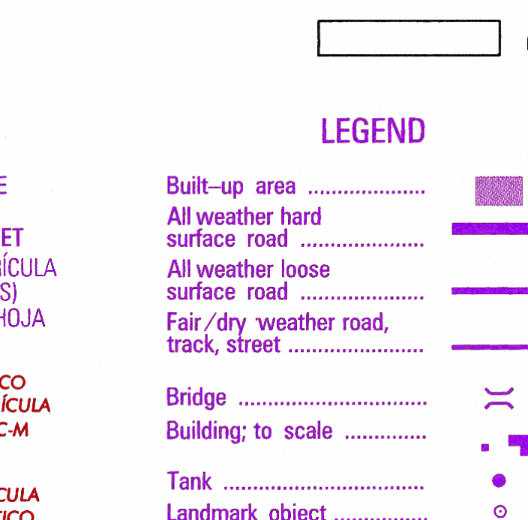 LEGEND
E
ET
ÍCULA
S)
HOJA
CO
ÍCULA
C-M
CULA
TICO
Built–up area .....................
All weather hard
surface road ......................
All weather loose
surface road ......................
Fair/dry weather road,
track, street ........................
Bridge .................................
Building; to scale ..............
Tank ....................................
Landmark object ................